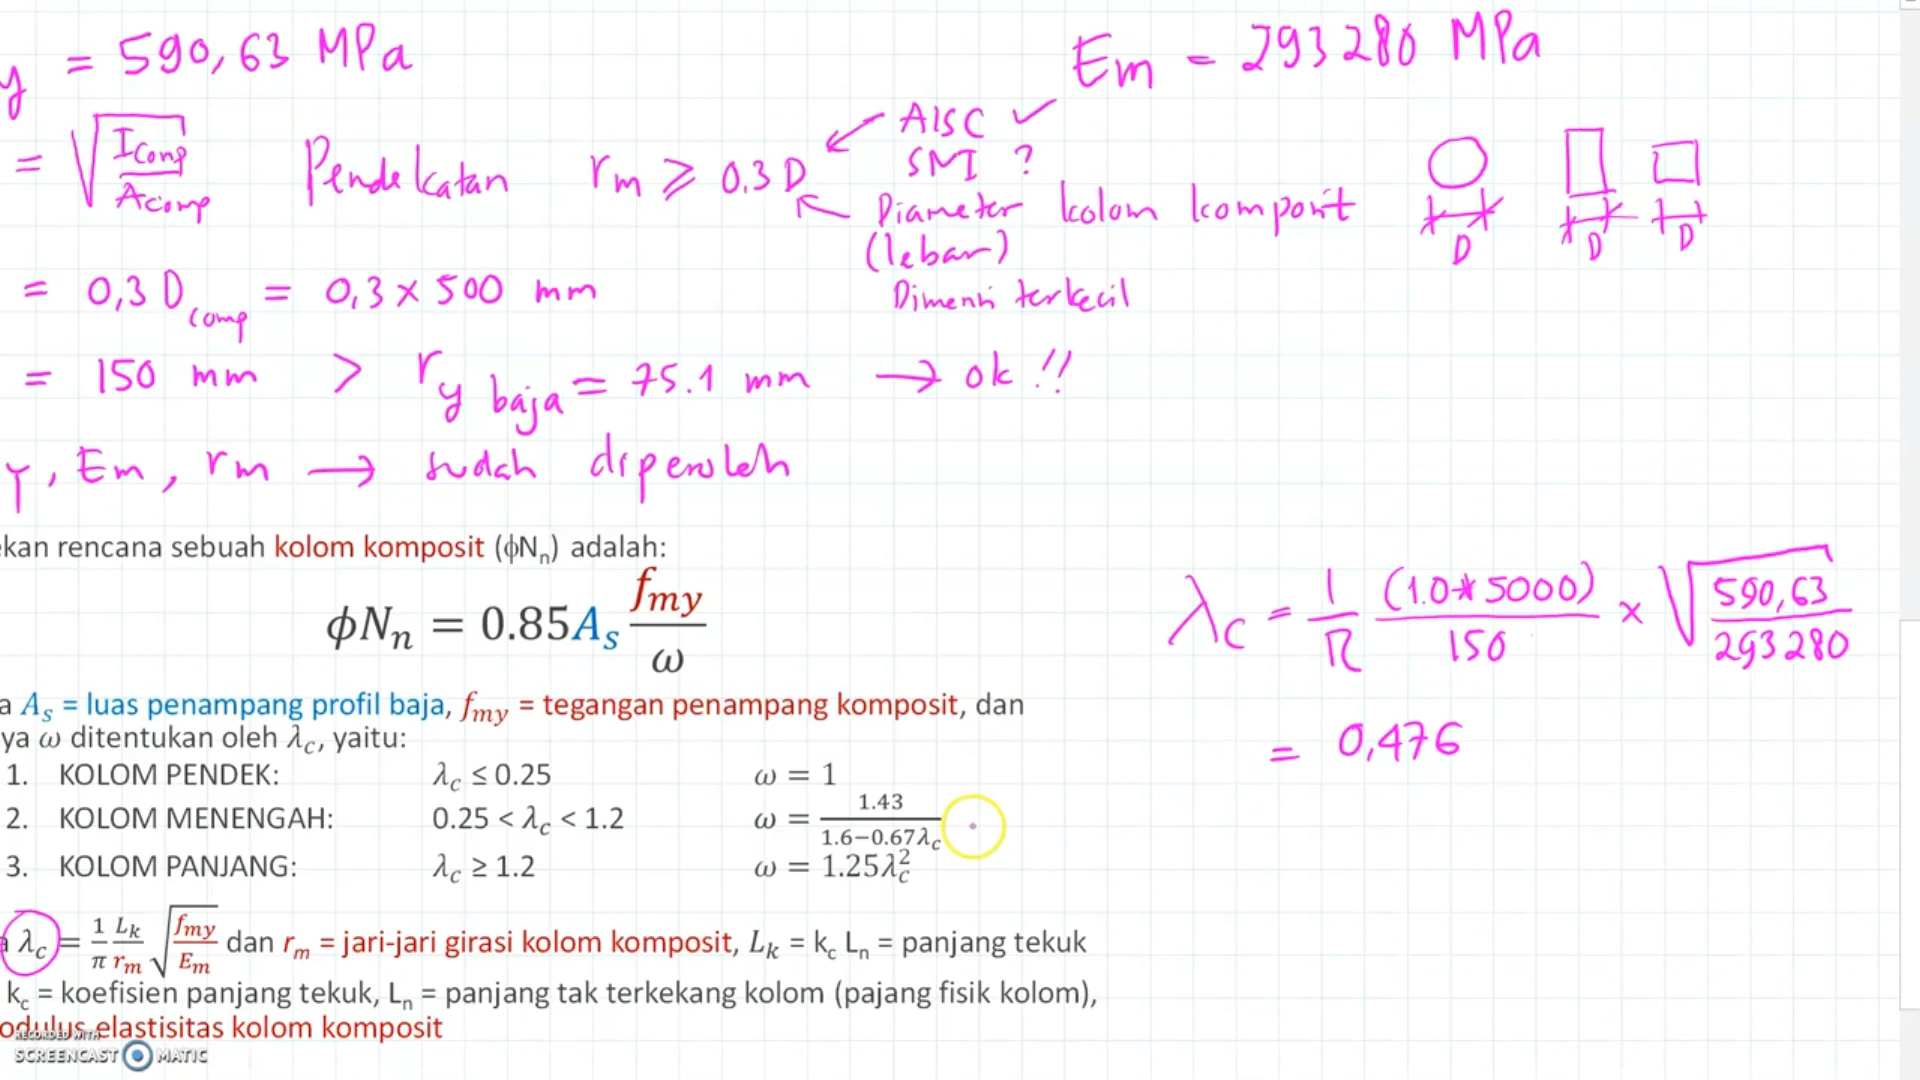 y = 590,63 MPa
Em = 293280 MPa
= √(Icomp / Acomp) Pendekatan rm ⩾ 0.3 D
AISC ✓
SNI ?
Diameter kolom komposit
(lebar)
Dimensi terkecil
D D D
= 0,3 D comp = 0,3 × 500 mm
= 150 mm > ry baja = 75.1 mm → ok !!
y, Em, rm → sudah diperoleh
ekan rencana sebuah kolom komposit (ϕNn) adalah:
ϕNn = 0.85As fmy / ω
a As = luas penampang profil baja, fmy = tegangan penampang komposit, dan
ya ω ditentukan oleh λc, yaitu:
1. KOLOM PENDEK: λc ≤ 0.25 ω = 1
2. KOLOM MENENGAH: 0.25 < λc < 1.2 ω = 1.43 / 1.6−0.67λc
3. KOLOM PANJANG: λc ≥ 1.2 ω = 1.25λc²
a λc = 1/π Lk/rm √(fmy/Em) dan rm = jari-jari girasi kolom komposit, Lk = kc Ln = panjang tekuk
kc = koefisien panjang tekuk, Ln = panjang tak terkekang kolom (pajang fisik kolom),
odulus elastisitas kolom komposit
λc = 1/π (1.0*5000)/150 × √(590,63 / 293280)
= 0,476
RECORDED WITH
SCREENCAST MATIC